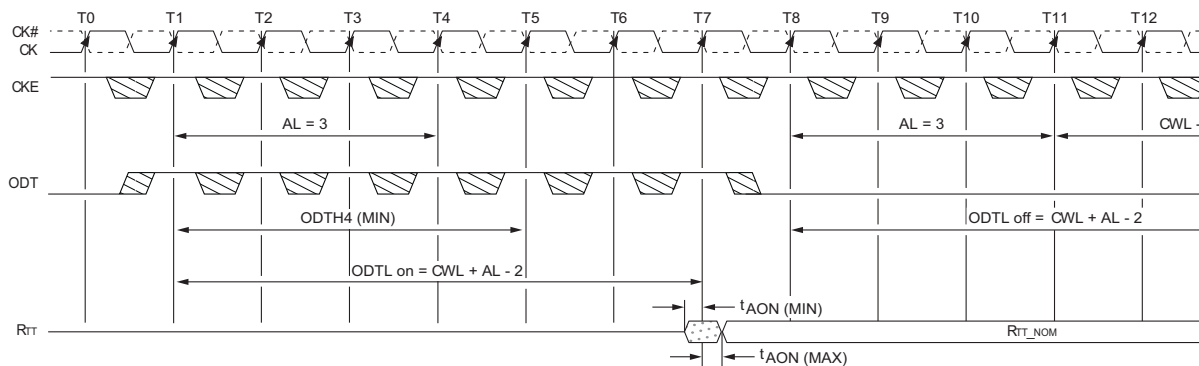 T0 T1 T2 T3 T4 T5 T6 T7 T8 T9 T10 T11 T12
CK#
CK
CKE
AL = 3 AL = 3 CWL -
ODT
ODTH4 (MIN) ODTL off = CWL + AL - 2
ODTL on = CWL + AL - 2
tAON (MIN)
RTT RTT_NOM
tAON (MAX)